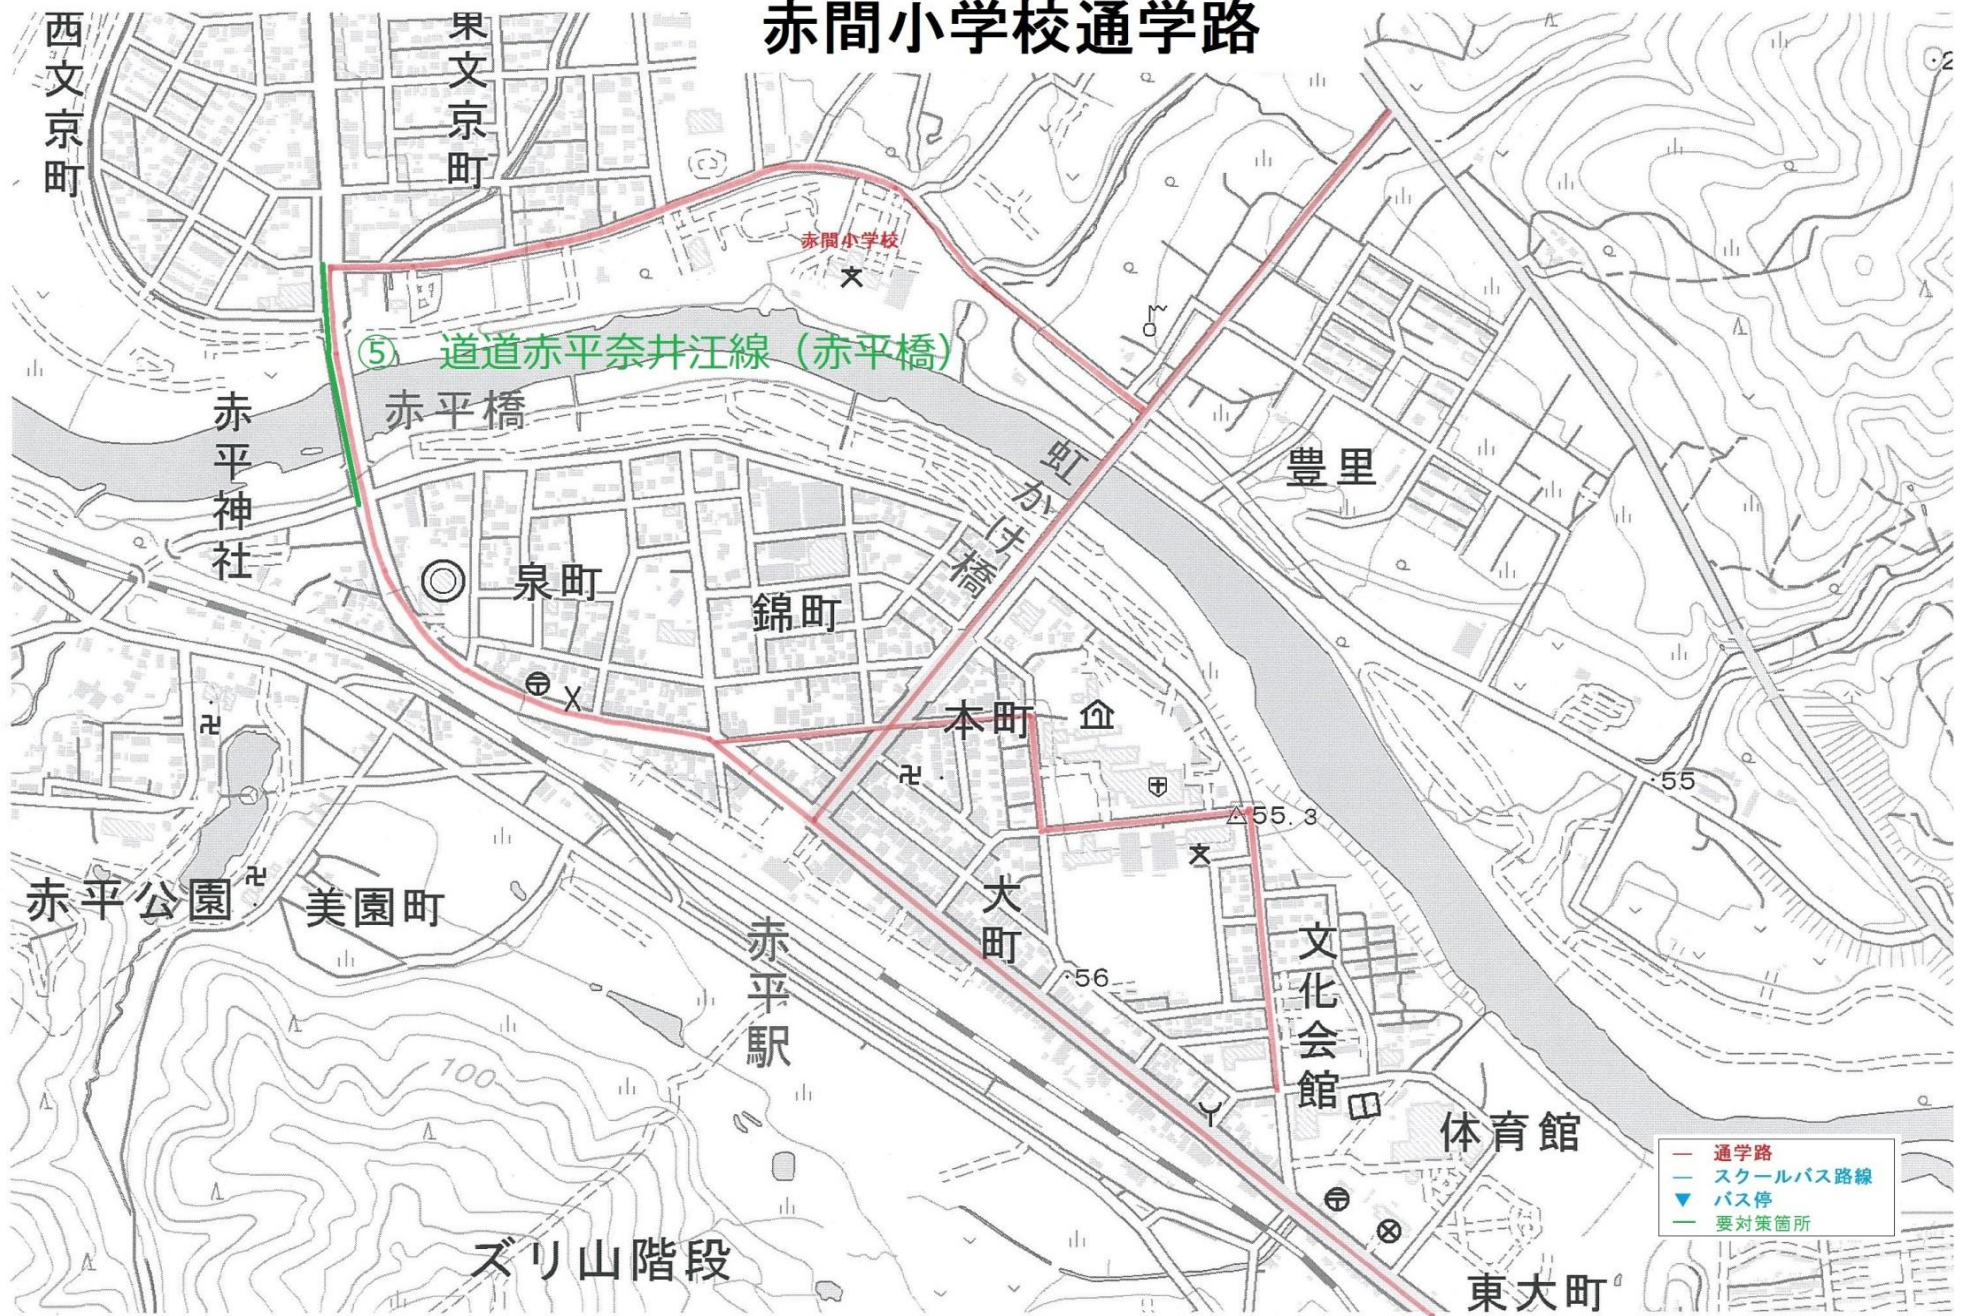 赤間小学校通学路
西文京町
東文京町
赤間小学校
⑤ 道道赤平奈井江線（赤平橋）
赤平橋
赤平神社
虹かけ橋
豊里
泉町
錦町
本町
55
55.3
赤平公園
美園町
大町
赤平駅
文化会館
56
100
体育館
ズリ山階段
東大町
通学路
スクールバス路線
バス停
要対策箇所